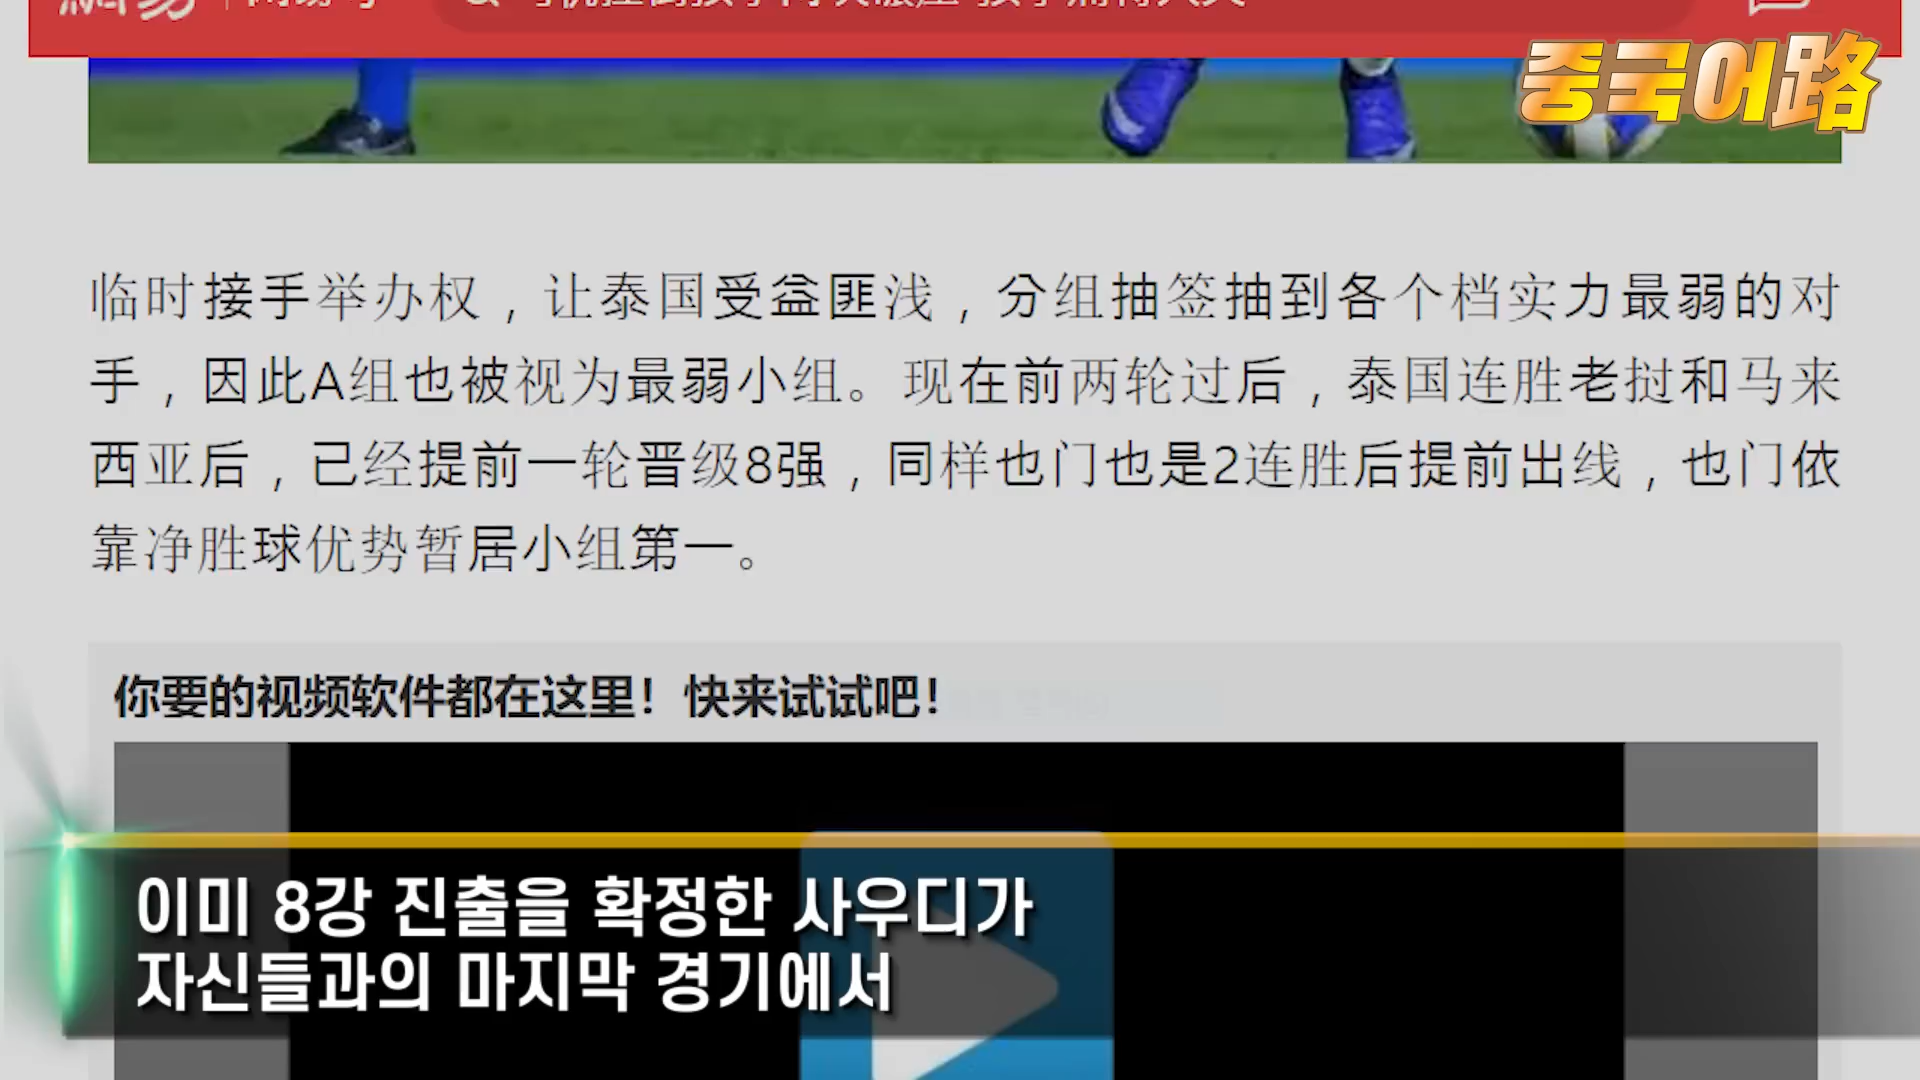 중국어路
临时接手举办权，让泰国受益匪浅，分组抽签抽到各个档实力最弱的对
手，因此A组也被视为最弱小组。现在前两轮过后，泰国连胜老挝和马来
西亚后，已经提前一轮晋级8强，同样也门也是2连胜后提前出线，也门依
靠净胜球优势暂居小组第一。
你要的视频软件都在这里！快来试试吧！
이미 8강 진출을 확정한 사우디가
자신들과의 마지막 경기에서